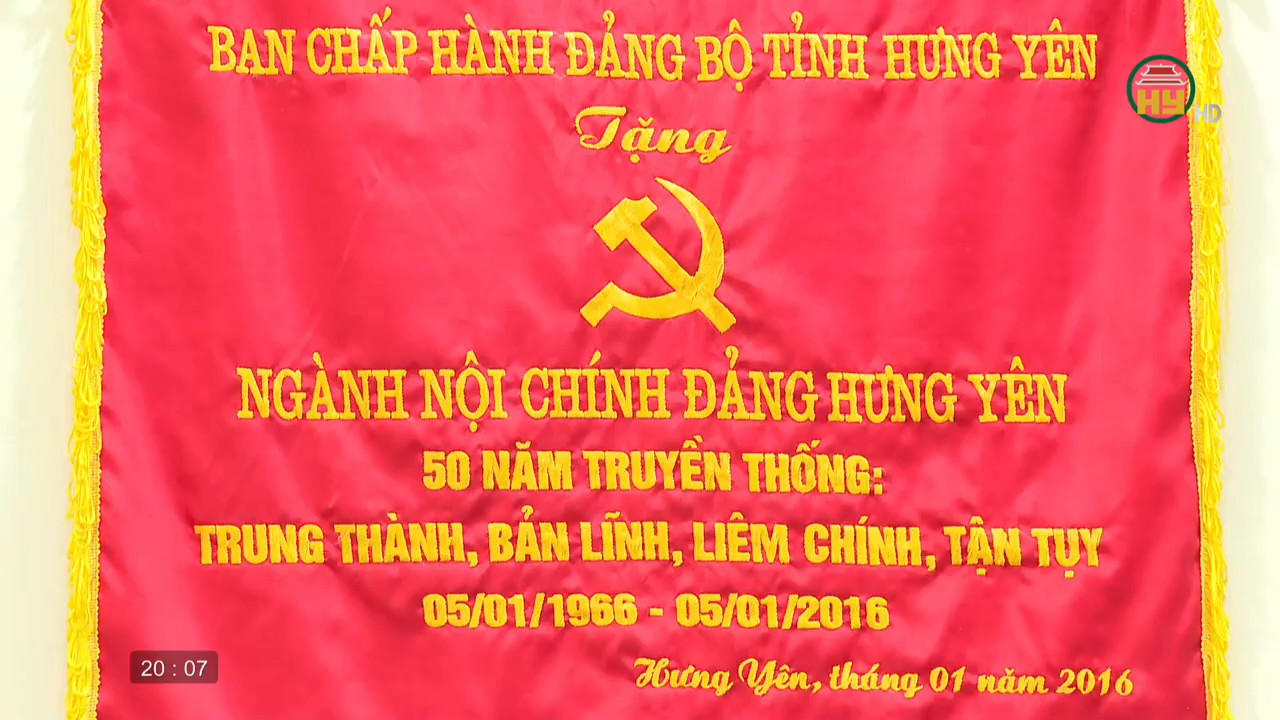 BAN CHẤP HÀNH ĐẢNG BỘ TỈNH HƯNG YÊN
Tặng
NGÀNH NỘI CHÍNH ĐẢNG HƯNG YÊN
50 NĂM TRUYỀN THỐNG:
TRUNG THÀNH, BẢN LĨNH, LIÊM CHÍNH, TẬN TỤY
05/01/1966 - 05/01/2016
Hưng Yên, tháng 01 năm 2016
HY HD
20 : 07